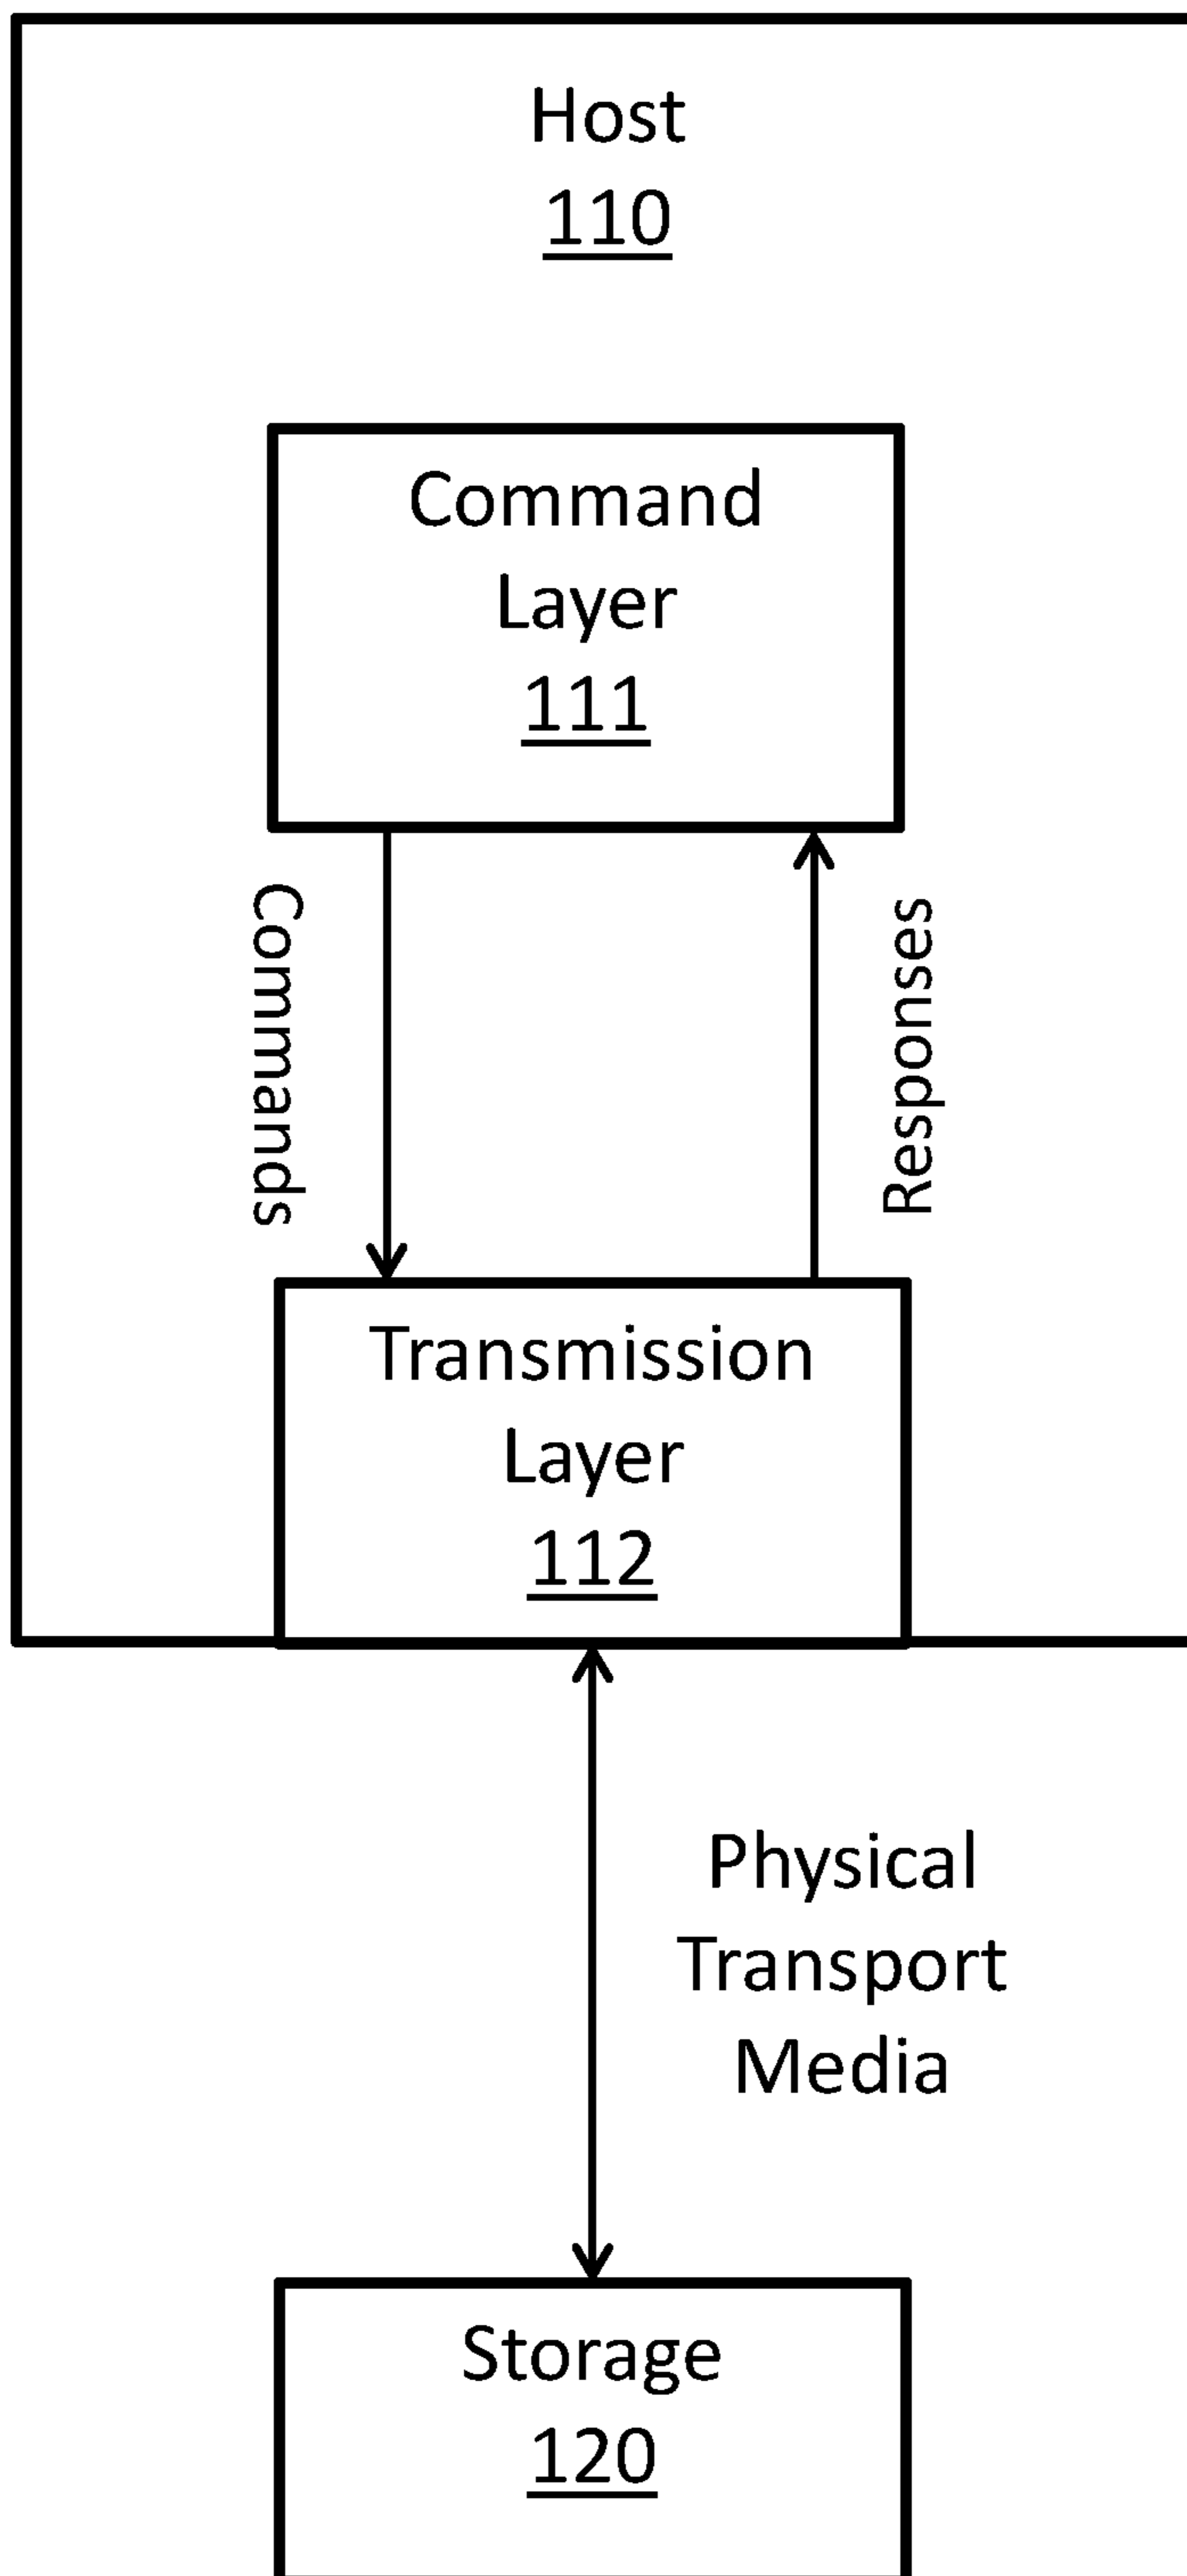 Host
110
Command
Layer
111
Commands
Responses
Transmission
Layer
112
Physical
Transport
Media
Storage
120